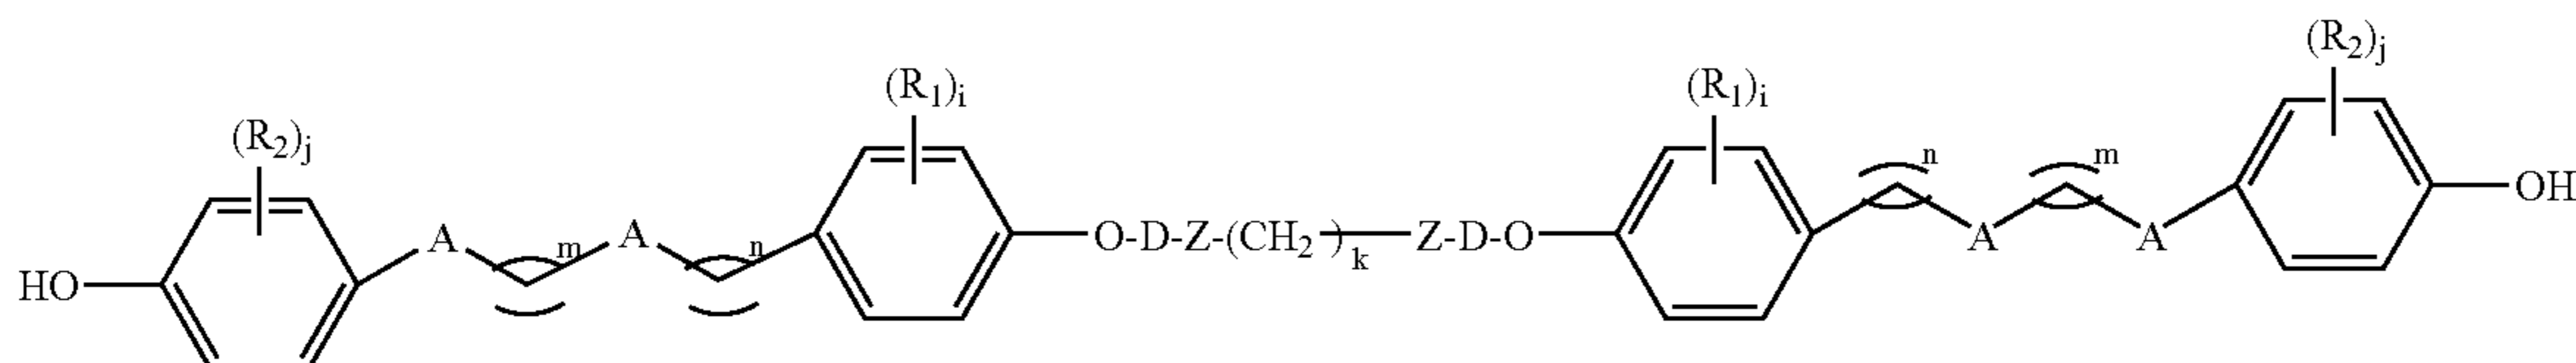 (R2)j
(R1)i
(R1)i
(R2)j
HO A m A n O-D-Z-(CH2)k Z-D-O n A m A OH